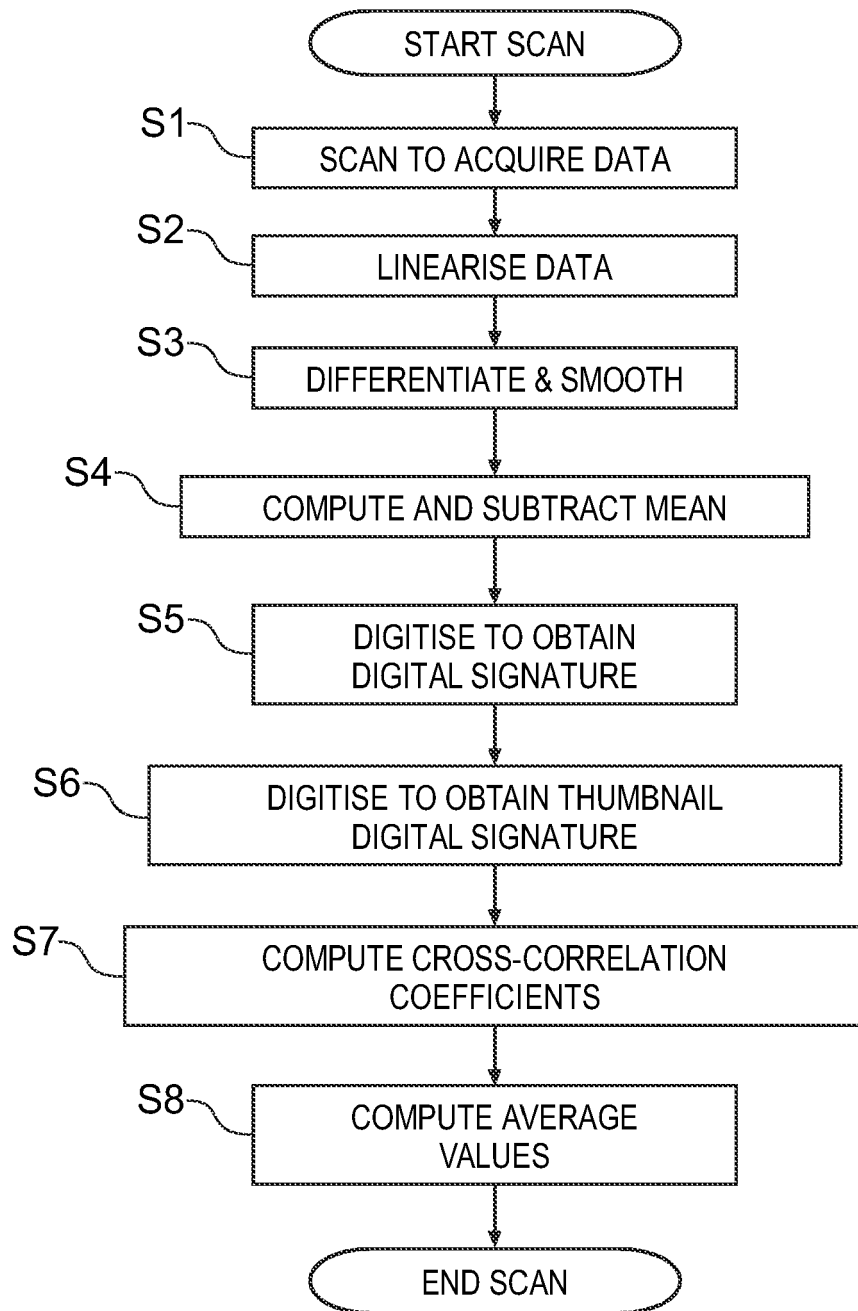 START SCAN
S1
SCAN TO ACQUIRE DATA
S2
LINEARISE DATA
S3
DIFFERENTIATE & SMOOTH
S4
COMPUTE AND SUBTRACT MEAN
S5
DIGITISE TO OBTAIN
DIGITAL SIGNATURE
S6
DIGITISE TO OBTAIN THUMBNAIL
DIGITAL SIGNATURE
S7
COMPUTE CROSS-CORRELATION
COEFFICIENTS
S8
COMPUTE AVERAGE
VALUES
END SCAN